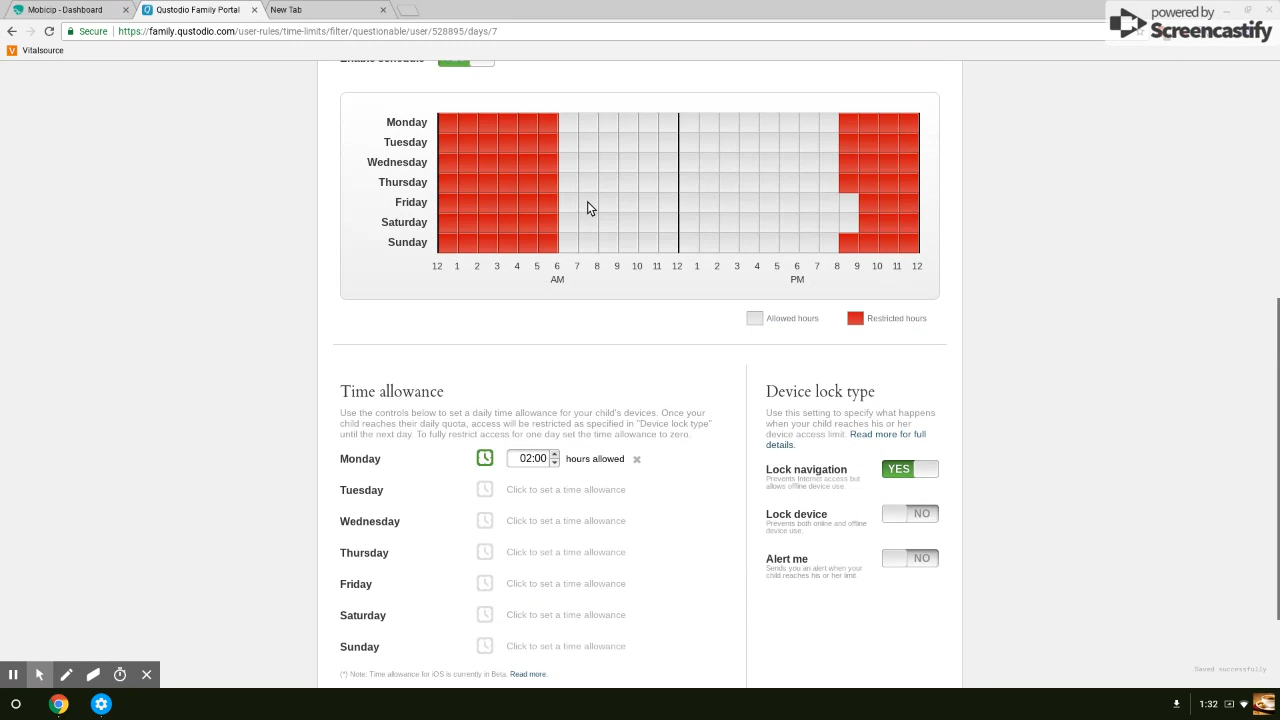 Mobicip - Dashboard
Qustodio Family Portal
New Tab
powered by
Screencastify
Secure https://family.qustodio.com/user-rules/time-limits/filter/questionable/user/528895/days/7
Vitalsource
Enable schedule
Monday
Tuesday
Wednesday
Thursday
Friday
Saturday
Sunday
12 1 2 3 4 5 6 7 8 9 10 11 12 1 2 3 4 5 6 7 8 9 10 11 12
AM PM
Allowed hours Restricted hours
Time allowance
Use the controls below to set a daily time allowance for your child's devices. Once your
child reaches their daily quota, access will be restricted as specified in "Device lock type"
until the next day. To fully restrict access for one day set the time allowance to zero.
Monday 02:00 hours allowed
Tuesday Click to set a time allowance
Wednesday Click to set a time allowance
Thursday Click to set a time allowance
Friday Click to set a time allowance
Saturday Click to set a time allowance
Sunday Click to set a time allowance
(*) Note: Time allowance for iOS is currently in Beta. Read more.
Device lock type
Use this setting to specify what happens
when your child reaches his or her
device access limit. Read more for full
details.
Lock navigation YES
Prevents Internet access but
allows offline device use.
Lock device NO
Prevents both online and offline
device use.
Alert me NO
Sends you an alert when your
child reaches his or her limit.
Saved successfully
1:32